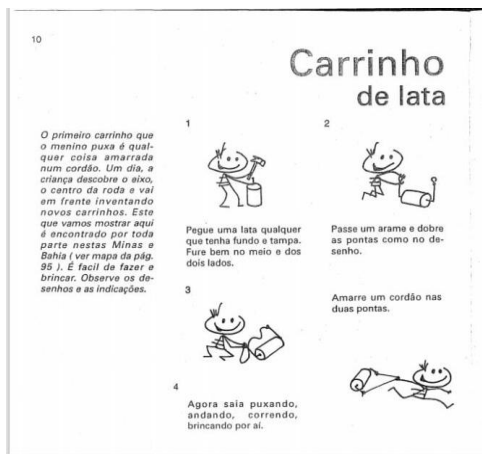 10
Carrinho
de lata
O primeiro carrinho que
o menino puxa é qual-
quer coisa amarrada
num cordão. Um dia, a
criança descobre o eixo,
o centro da roda e vai
em frente inventando
novos carrinhos. Este
que vamos mostrar aqui
é encontrado por toda
parte nestas Minas e
Bahia ( ver mapa da pág.
95 ). É facil de fazer e
brincar. Observe os de-
senhos e as indicações.
1
Pegue uma lata qualquer
que tenha fundo e tampa.
Fure bem no meio e dos
dois lados.
2
Passe um arame e dobre
as pontas como no de-
senho.
3
Amarre um cordão nas
duas pontas.
4
Agora saia puxando,
andando, correndo,
brincando por aí.